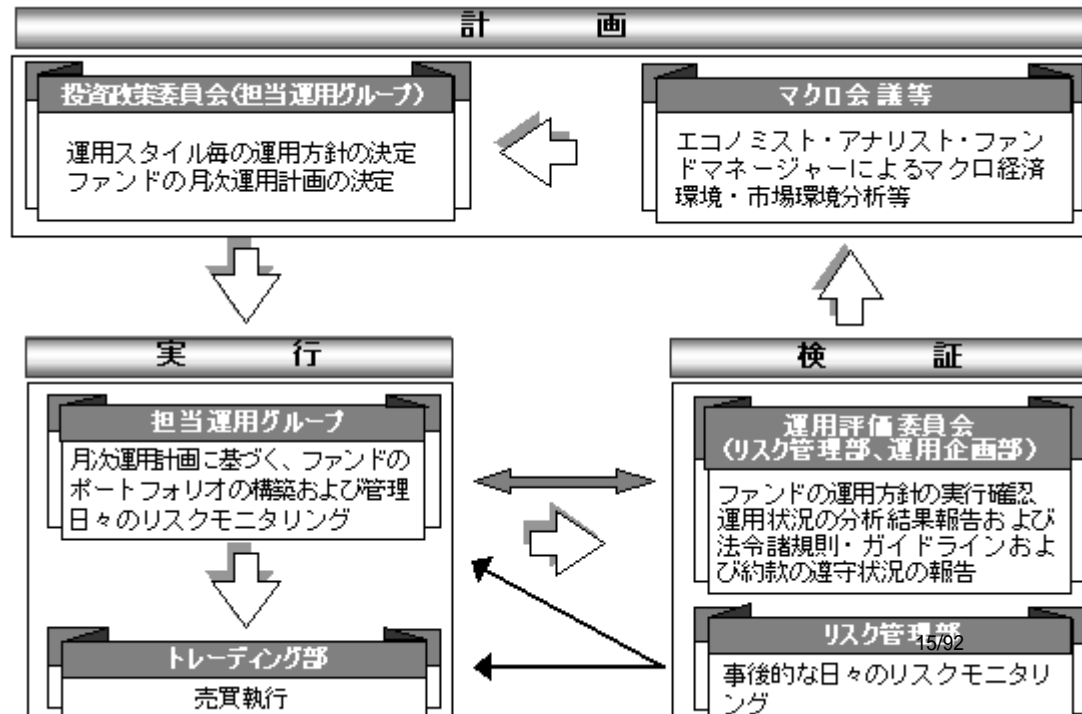 計 画
投資政策委員会(担当運用グループ)
運用スタイル毎の運用方針の決定
ファンドの月次運用計画の決定
マクロ会議等
エコノミスト・アナリスト・ファン
ドマネージャーによるマクロ経済
環境・市場環境分析等
実 行
担当運用グループ
月次運用計画に基づく、ファンドの
ポートフォリオの構築および管理
日々のリスクモニタリング
トレーディング部
売買執行
検 証
運用評価委員会
(リスク管理部、運用企画部)
ファンドの運用方針の実行確認
運用状況の分析結果報告および
法令諸規則・ガイドラインおよ
び約款の遵守状況の報告
リスク管理部
15/92
事後的な日々のリスクモニタリ
ング